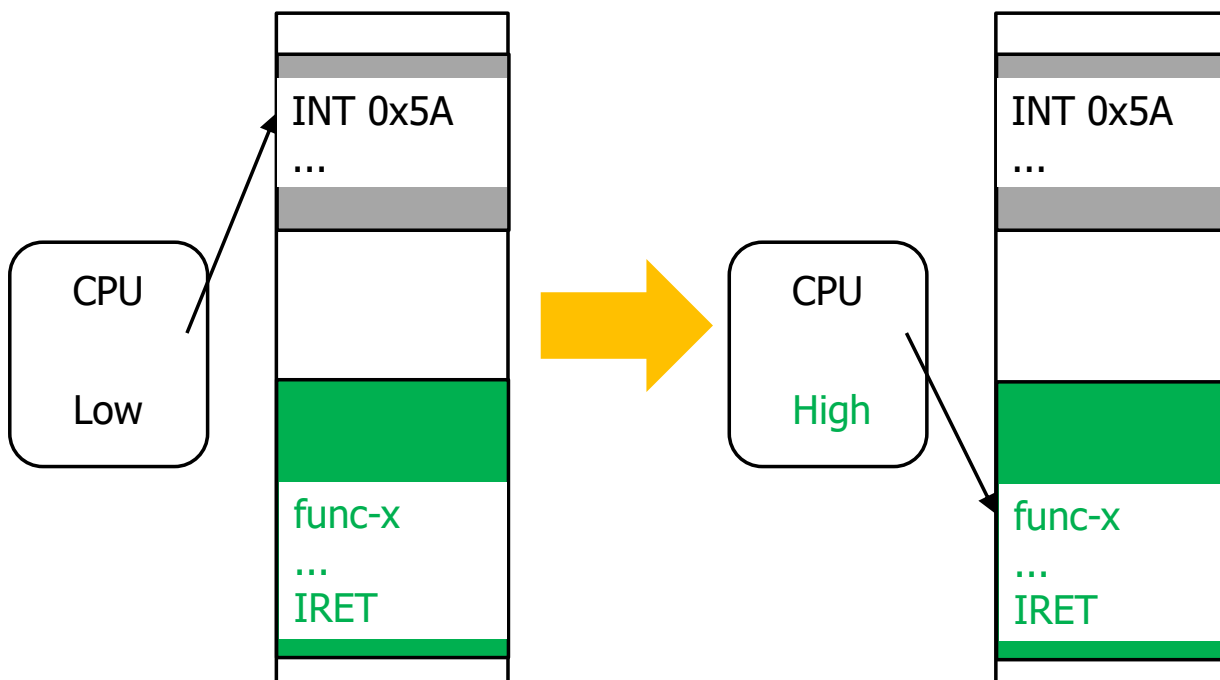 INT 0x5A
...
CPU
Low
func-x
...
IRET
INT 0x5A
...
CPU
High
func-x
...
IRET